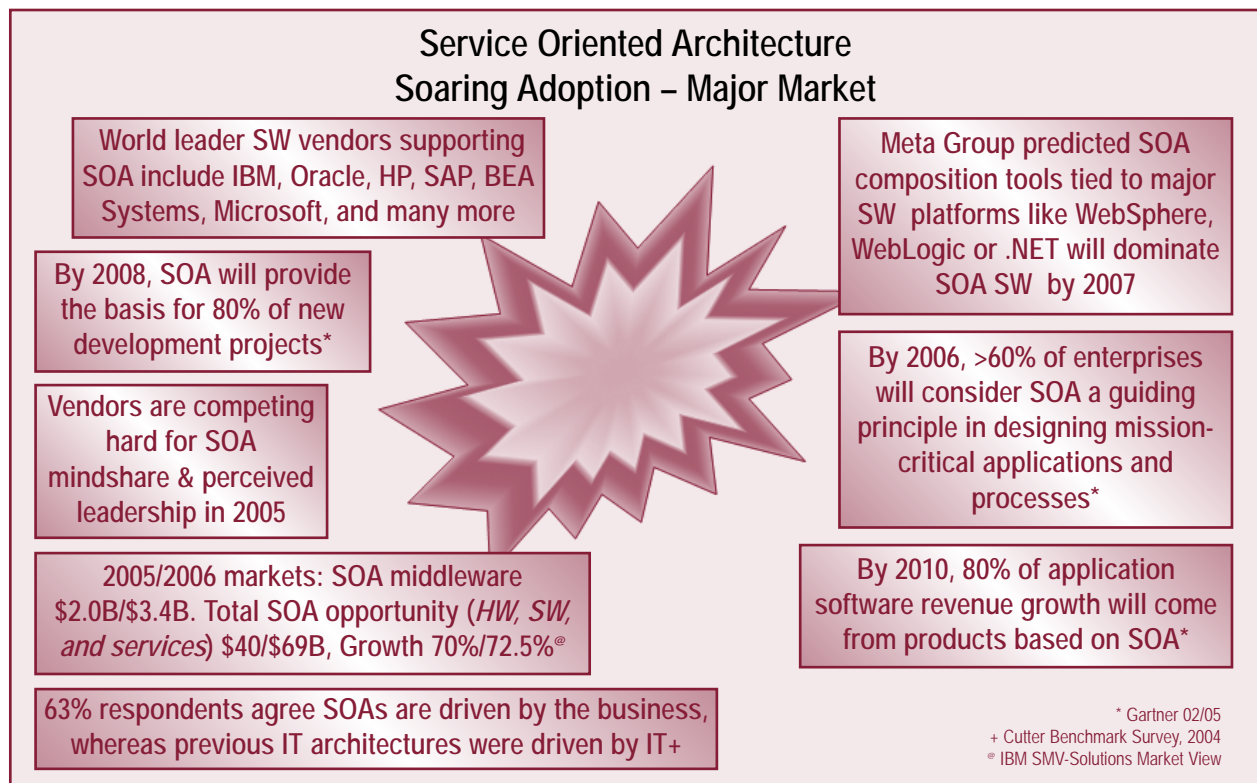 Service Oriented Architecture
Soaring Adoption – Major Market
World leader SW vendors supporting
SOA include IBM, Oracle, HP, SAP, BEA
Systems, Microsoft, and many more
By 2008, SOA will provide
the basis for 80% of new
development projects*
Vendors are competing
hard for SOA
mindshare & perceived
leadership in 2005
2005/2006 markets: SOA middleware
$2.0B/$3.4B. Total SOA opportunity (HW, SW,
and services) $40/$69B, Growth 70%/72.5%@
63% respondents agree SOAs are driven by the business,
whereas previous IT architectures were driven by IT+
Meta Group predicted SOA
composition tools tied to major
SW platforms like WebSphere,
WebLogic or .NET will dominate
SOA SW by 2007
By 2006, >60% of enterprises
will consider SOA a guiding
principle in designing mission-
critical applications and
processes*
By 2010, 80% of application
software revenue growth will come
from products based on SOA*
* Gartner 02/05
+ Cutter Benchmark Survey, 2004
@ IBM SMV-Solutions Market View